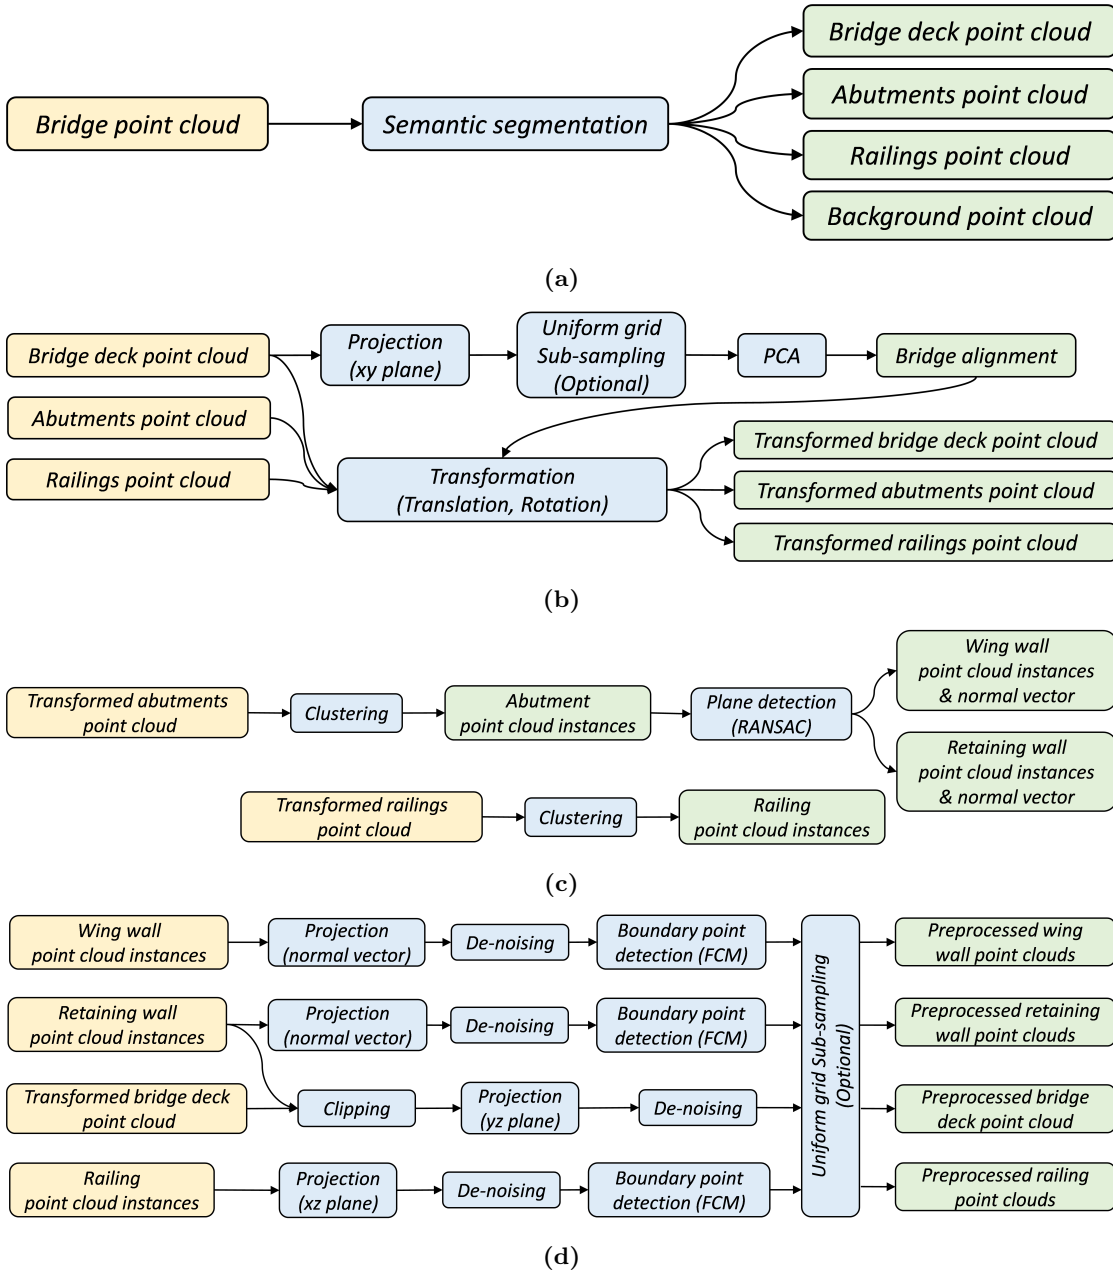 Bridge point cloud
Semantic segmentation
Bridge deck point cloud
Abutments point cloud
Railings point cloud
Background point cloud
(a)
Bridge deck point cloud
Abutments point cloud
Railings point cloud
Projection
(xy plane)
Uniform grid
Sub-sampling
(Optional)
PCA
Bridge alignment
Transformation
(Translation, Rotation)
Transformed bridge deck point cloud
Transformed abutments point cloud
Transformed railings point cloud
(b)
Transformed abutments
point cloud
Clustering
Abutment
point cloud instances
Plane detection
(RANSAC)
Wing wall
point cloud instances
& normal vector
Retaining wall
point cloud instances
& normal vector
Transformed railings
point cloud
Clustering
Railing
point cloud instances
(c)
Wing wall
point cloud instances
Projection
(normal vector)
De-noising
Boundary point
detection (FCM)
Retaining wall
point cloud instances
Projection
(normal vector)
De-noising
Boundary point
detection (FCM)
Transformed bridge deck
point cloud
Clipping
Projection
(yz plane)
De-noising
Railing
point cloud instances
Projection
(xz plane)
De-noising
Boundary point
detection (FCM)
Uniform grid Sub-sampling
(Optional)
Preprocessed wing
wall point clouds
Preprocessed retaining
wall point clouds
Preprocessed bridge
deck point cloud
Preprocessed railing
point clouds
(d)